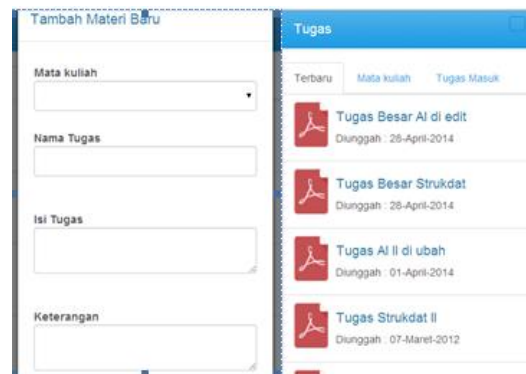 Tambah Materi Baru
Mata kuliah
Nama Tugas
Isi Tugas
Keterangan
Tugas
Terbaru
Mata kuliah
Tugas Masuk
Tugas Besar AI di edit
Diunggah : 28-April-2014
Tugas Besar Strukdat
Diunggah : 28-April-2014
Tugas AI II di ubah
Diunggah : 01-April-2014
Tugas Strukdat II
Diunggah : 07-Maret-2012